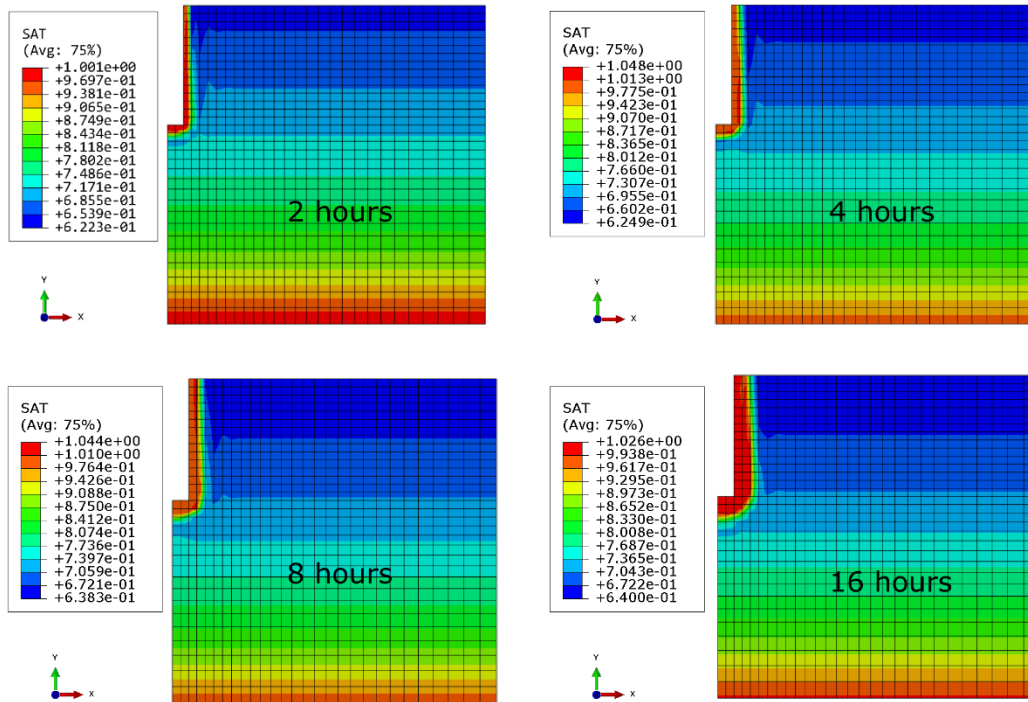 SAT
(Avg: 75%)
+1.001e+00
+9.697e-01
+9.381e-01
+9.065e-01
+8.749e-01
+8.434e-01
+8.118e-01
+7.802e-01
+7.486e-01
+7.171e-01
+6.855e-01
+6.539e-01
+6.223e-01
Y
X
2 hours
SAT
(Avg: 75%)
+1.048e+00
+1.013e+00
+9.775e-01
+9.423e-01
+9.070e-01
+8.717e-01
+8.365e-01
+8.012e-01
+7.660e-01
+7.307e-01
+6.955e-01
+6.602e-01
+6.249e-01
Y
X
4 hours
SAT
(Avg: 75%)
+1.044e+00
+1.010e+00
+9.764e-01
+9.426e-01
+9.088e-01
+8.750e-01
+8.412e-01
+8.074e-01
+7.736e-01
+7.397e-01
+7.059e-01
+6.721e-01
+6.383e-01
Y
X
8 hours
SAT
(Avg: 75%)
+1.026e+00
+9.938e-01
+9.617e-01
+9.295e-01
+8.973e-01
+8.652e-01
+8.330e-01
+8.008e-01
+7.687e-01
+7.365e-01
+7.043e-01
+6.722e-01
+6.400e-01
Y
X
16 hours